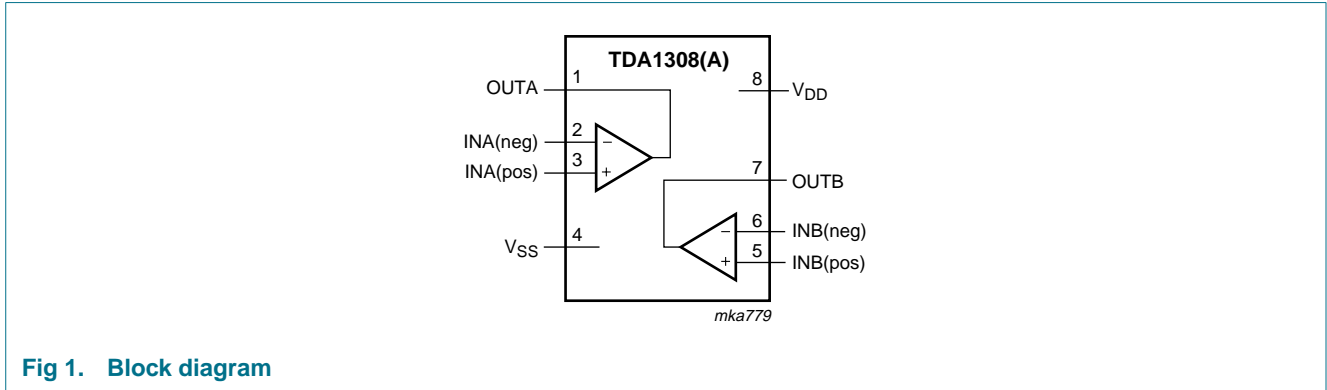 TDA1308(A)
OUTA 1
8 VDD
INA(neg) 2 −
INA(pos) 3 +
7 OUTB
− 6 INB(neg)
VSS 4
+ 5 INB(pos)
mka779
Fig 1. Block diagram